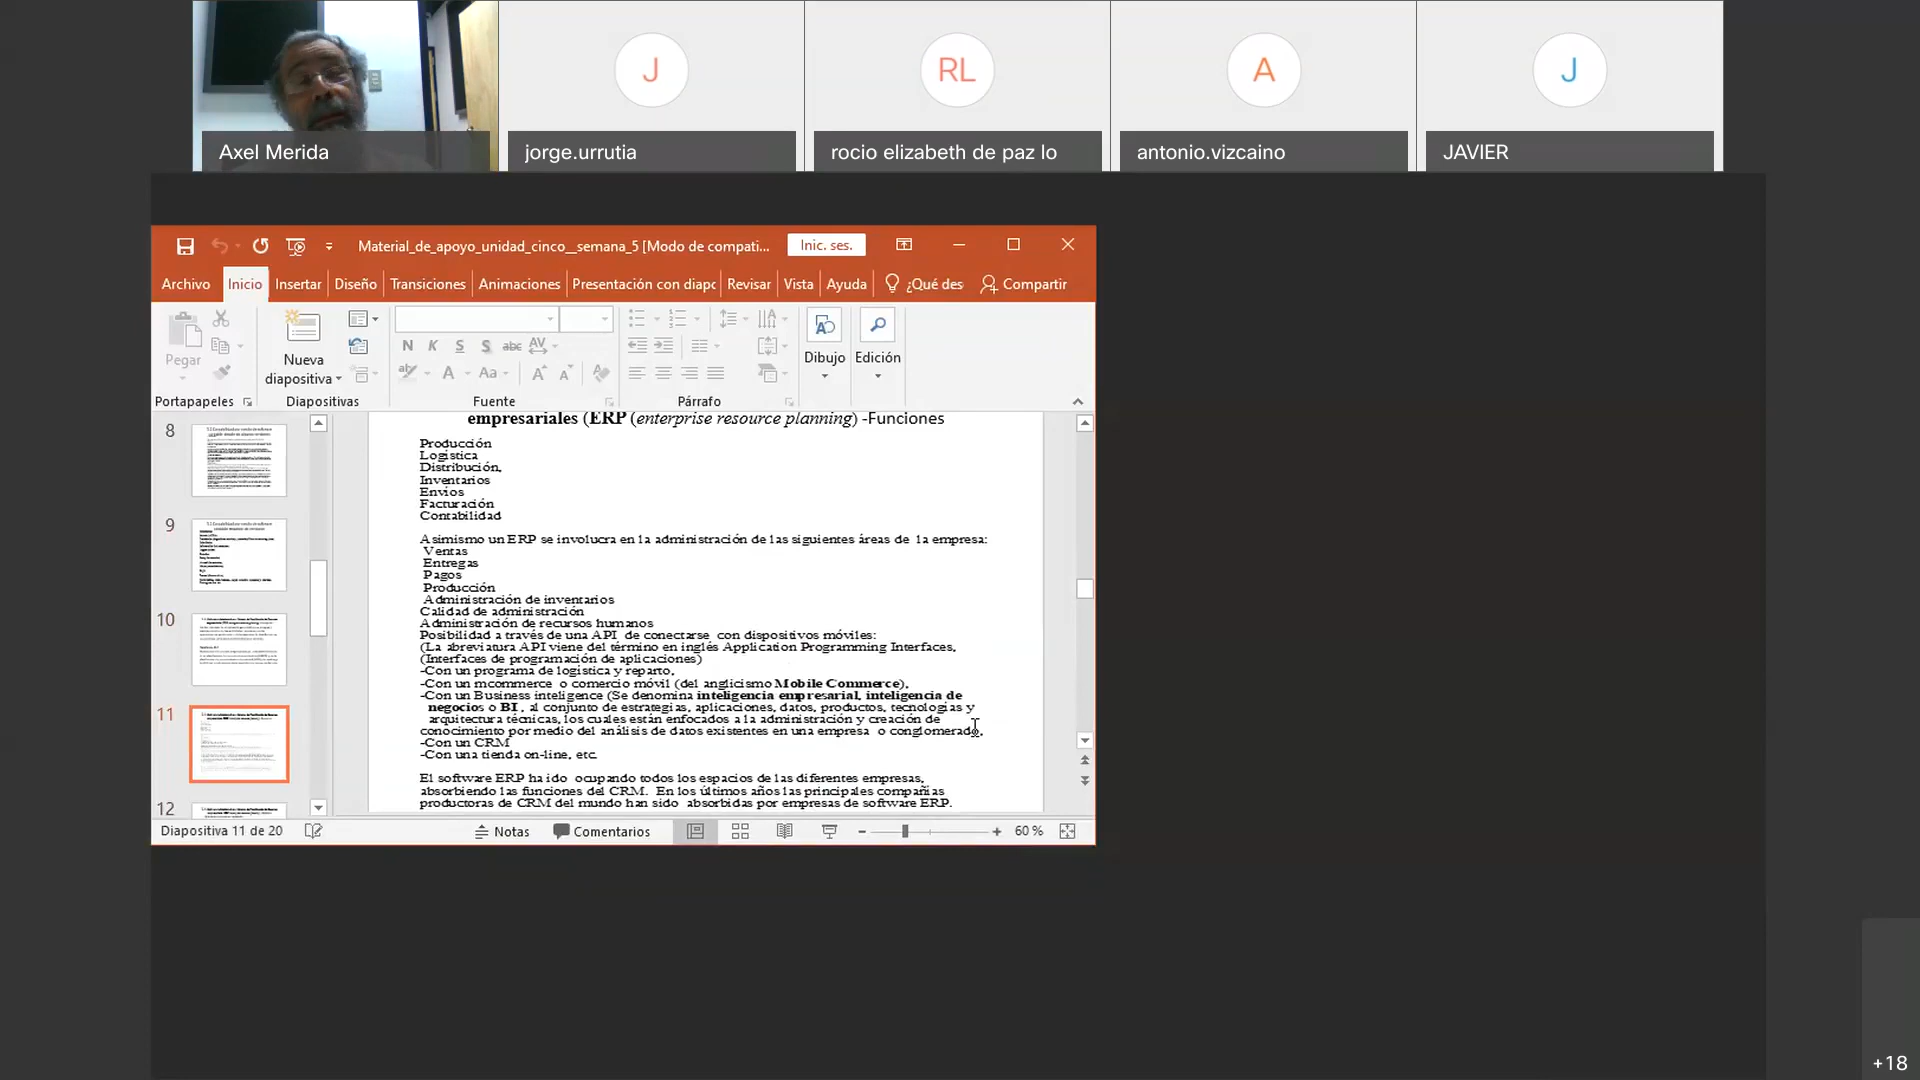 J
RL
A
J
Axel Merida
jorge.urrutia
rocio elizabeth de paz lo
antonio.vizcaino
JAVIER
Material_de_apoyo_unidad_cinco__semana_5 [Modo de compati...
Inic. ses.
Archivo
Inicio
Insertar
Diseño
Transiciones
Animaciones
Presentación con diapc
Revisar
Vista
Ayuda
¿Qué des
Compartir
Pegar
Nueva
diapositiva
N K S S abc AV
A Aa A A
Dibujo
Edición
Portapapeles
Diapositivas
Fuente
Párrafo
8
9
10
11
12
empresariales (ERP (enterprise resource planning) -Funciones
Producción
Logistica
Distribución,
Inventarios
Envíos
Facturación
Contabilidad
Asimismo un ERP se involucra en la administración de las siguientes áreas de la empresa:
Ventas
Entregas
Pagos
Producción
Administración de inventarios
Calidad de administración
Administración de recursos humanos
Posibilidad a través de una API de conectarse con dispositivos móviles:
(La abreviatura API viene del término en inglés Application Programming Interfaces,
(Interfaces de programación de aplicaciones)
-Con un programa de logística y reparto,
-Con un mcommerce o comercio móvil (del anglicismo Mobile Commerce),
-Con un Business inteligence (Se denomina inteligencia empresarial, inteligencia de
negocios o BI , al conjunto de estrategias, aplicaciones, datos, productos, tecnologías y
arquitectura técnicas, los cuales están enfocados a la administración y creación de
conocimiento por medio del análisis de datos existentes en una empresa o conglomerado,
-Con un CRM
-Con una tienda on-line, etc.
El software ERP ha ido ocupando todos los espacios de las diferentes empresas,
absorbiendo las funciones del CRM. En los últimos años las principales compañias
productoras de CRM del mundo han sido absorbidas por empresas de software ERP.
Diapositiva 11 de 20
Notas
Comentarios
60 %
+18